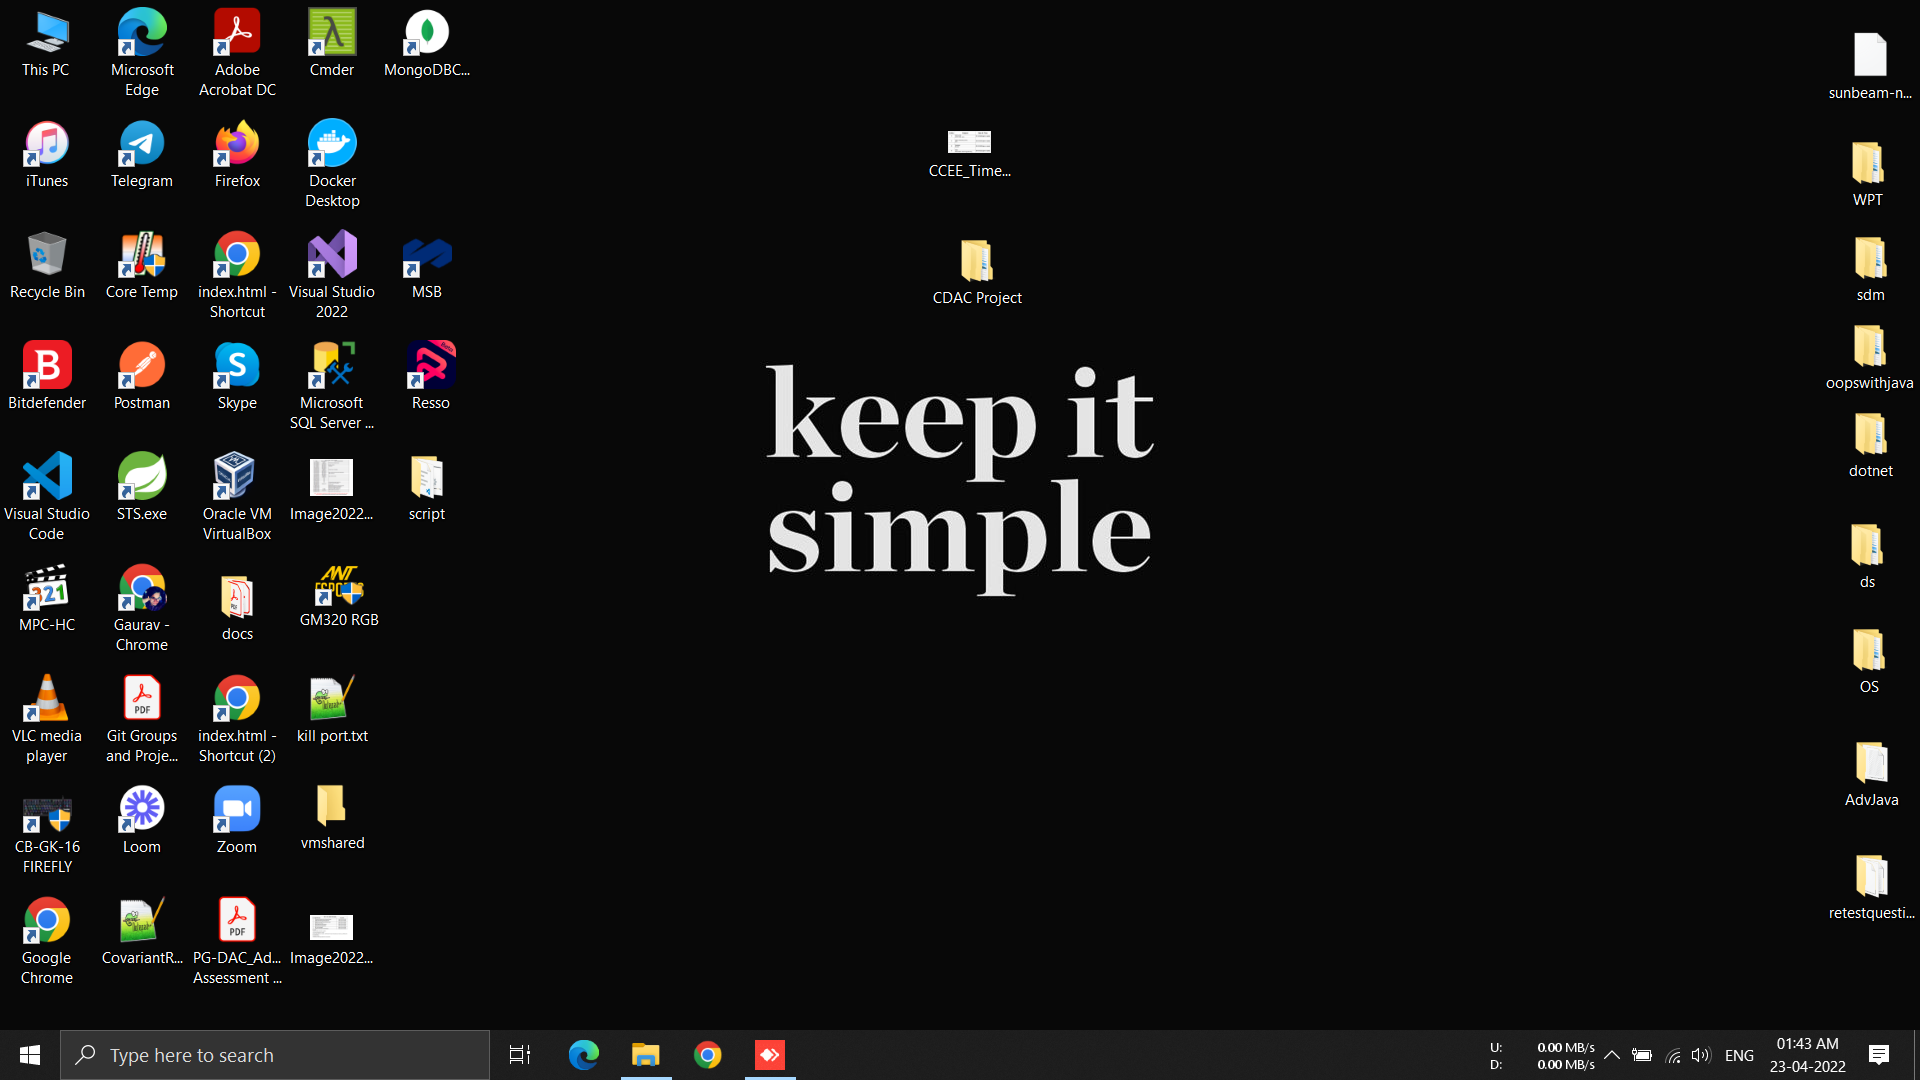 This PC
Microsoft
Edge
Adobe
Acrobat DC
Cmder
MongoDBC...
iTunes
Telegram
Firefox
Docker
Desktop
Recycle Bin
Core Temp
index.html -
Shortcut
Visual Studio
2022
MSB
Bitdefender
Postman
Skype
Microsoft
SQL Server ...
Resso
Visual Studio
Code
STS.exe
Oracle VM
VirtualBox
Image2022...
script
MPC-HC
Gaurav -
Chrome
docs
GM320 RGB
VLC media
player
Git Groups
and Proje...
index.html -
Shortcut (2)
kill port.txt
CB-GK-16
FIREFLY
Loom
Zoom
vmshared
Google
Chrome
CovariantR...
PG-DAC_Ad...
Assessment ...
Image2022...
CCEE_Time...
CDAC Project
keep it
simple
sunbeam-n...
WPT
sdm
oopswithjava
dotnet
ds
OS
AdvJava
retestquesti...
Type here to search
U: 0.00 MB/s
D: 0.00 MB/s
ENG
01:43 AM
23-04-2022